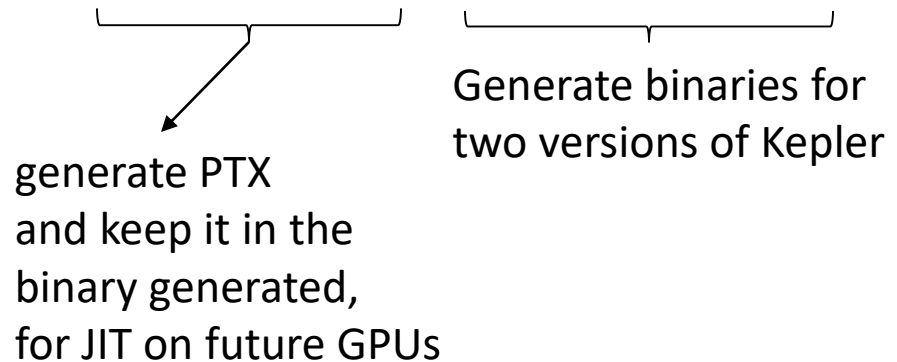 Generate binaries for
two versions of Kepler
generate PTX
and keep it in the
binary generated,
for JIT on future GPUs